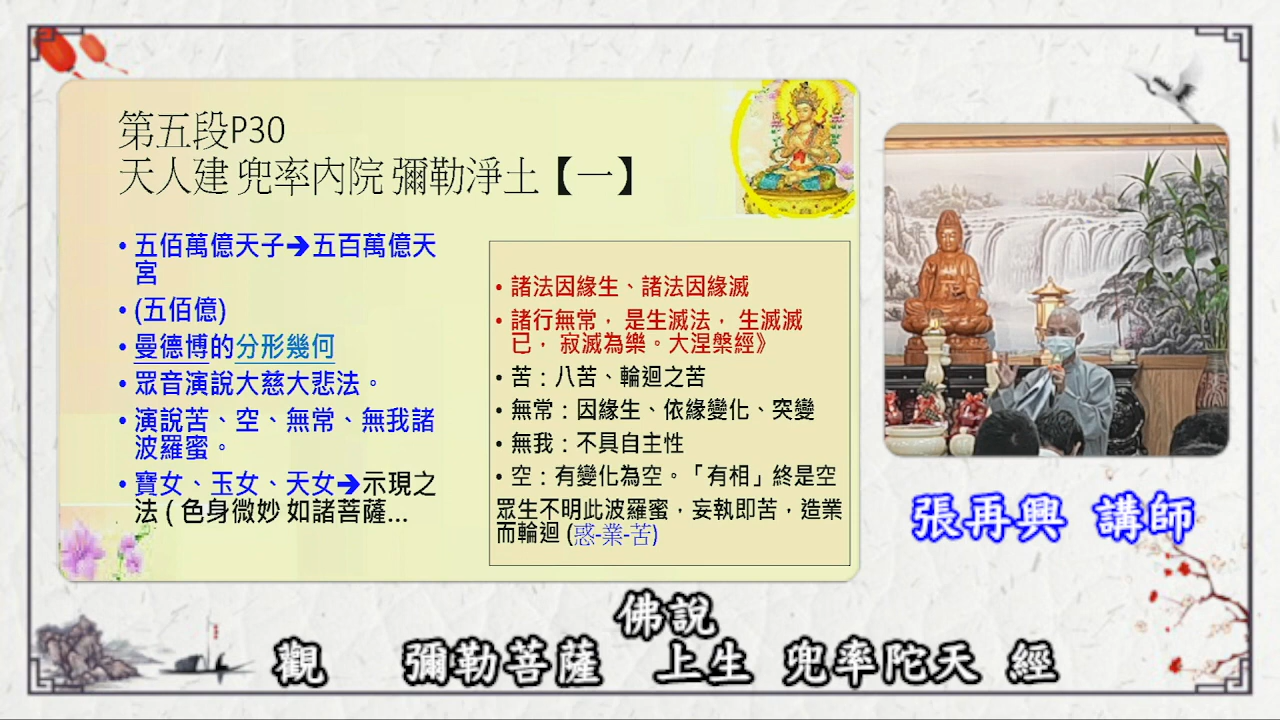 第五段P30
天人建 兜率內院 彌勒淨土【一】
• 五佰萬億天子➔五百萬億天
宮
• (五佰億)
• 曼德博的分形幾何
• 眾音演說大慈大悲法。
• 演說苦、空、無常、無我諸
波羅蜜。
• 寶女、玉女、天女➔示現之
法 ( 色身微妙 如諸菩薩...
• 諸法因緣生、諸法因緣滅
• 諸行無常， 是生滅法， 生滅滅
已， 寂滅為樂。大涅槃經》
• 苦：八苦、輪迴之苦
• 無常：因緣生、依緣變化、突變
• 無我：不具自主性
• 空：有變化為空。「有相」終是空
眾生不明此波羅蜜，妄執即苦，造業
而輪迴 (惑-業-苦)
張再興 講師
佛說
觀 彌勒菩薩 上生 兜率陀天 經